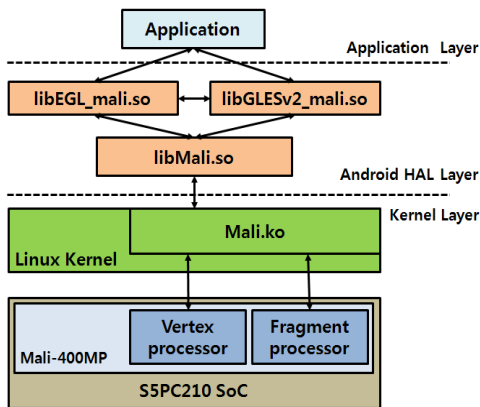 Application
Application Layer
libEGL_mali.so
libGLESv2_mali.so
libMali.so
Android HAL Layer
Kernel Layer
Mali.ko
Linux Kernel
Vertex
processor
Fragment
processor
Mali-400MP
S5PC210 SoC